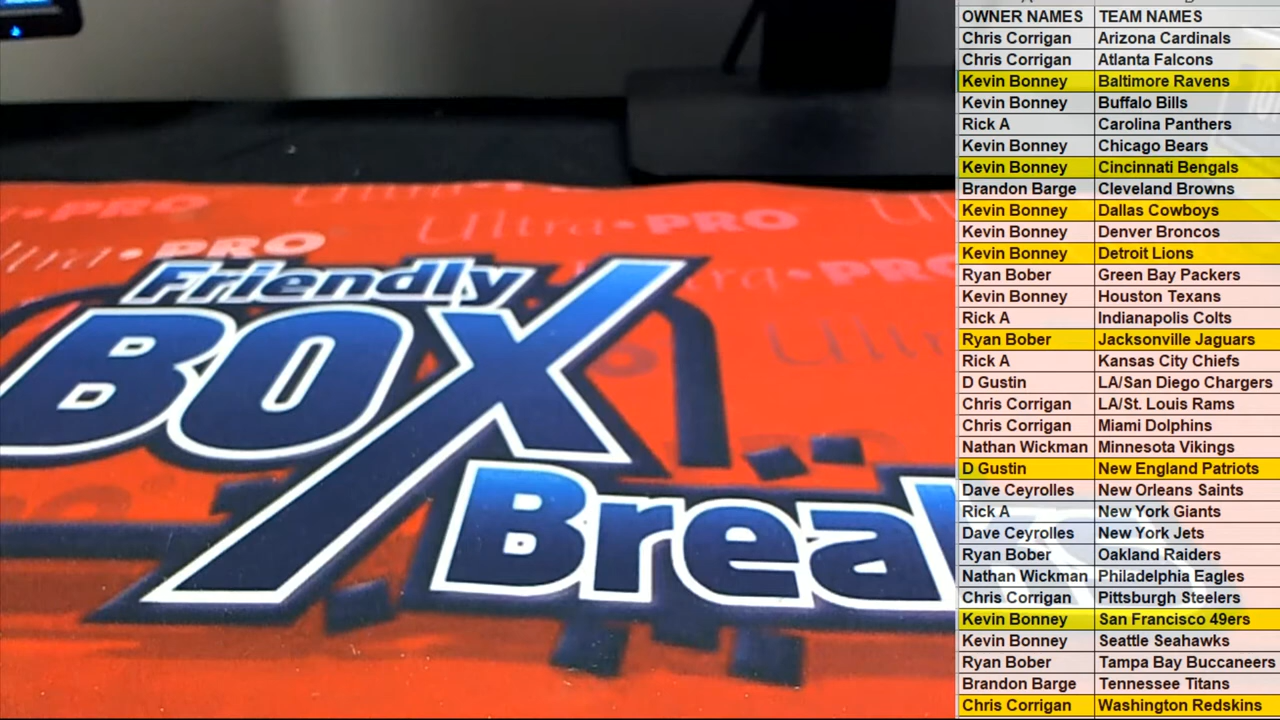 Ultra PRO
Ultra PRO
Ultra PRO
Friendly
BOX
Brea
OWNER NAMES TEAM NAMES
Chris Corrigan Arizona Cardinals
Chris Corrigan Atlanta Falcons
Kevin Bonney Baltimore Ravens
Kevin Bonney Buffalo Bills
Rick A Carolina Panthers
Kevin Bonney Chicago Bears
Kevin Bonney Cincinnati Bengals
Brandon Barge Cleveland Browns
Kevin Bonney Dallas Cowboys
Kevin Bonney Denver Broncos
Kevin Bonney Detroit Lions
Ryan Bober Green Bay Packers
Kevin Bonney Houston Texans
Rick A Indianapolis Colts
Ryan Bober Jacksonville Jaguars
Rick A Kansas City Chiefs
D Gustin LA/San Diego Chargers
Chris Corrigan LA/St. Louis Rams
Chris Corrigan Miami Dolphins
Nathan Wickman Minnesota Vikings
D Gustin New England Patriots
Dave Ceyrolles New Orleans Saints
Rick A New York Giants
Dave Ceyrolles New York Jets
Ryan Bober Oakland Raiders
Nathan Wickman Philadelphia Eagles
Chris Corrigan Pittsburgh Steelers
Kevin Bonney San Francisco 49ers
Kevin Bonney Seattle Seahawks
Ryan Bober Tampa Bay Buccaneers
Brandon Barge Tennessee Titans
Chris Corrigan Washington Redskins